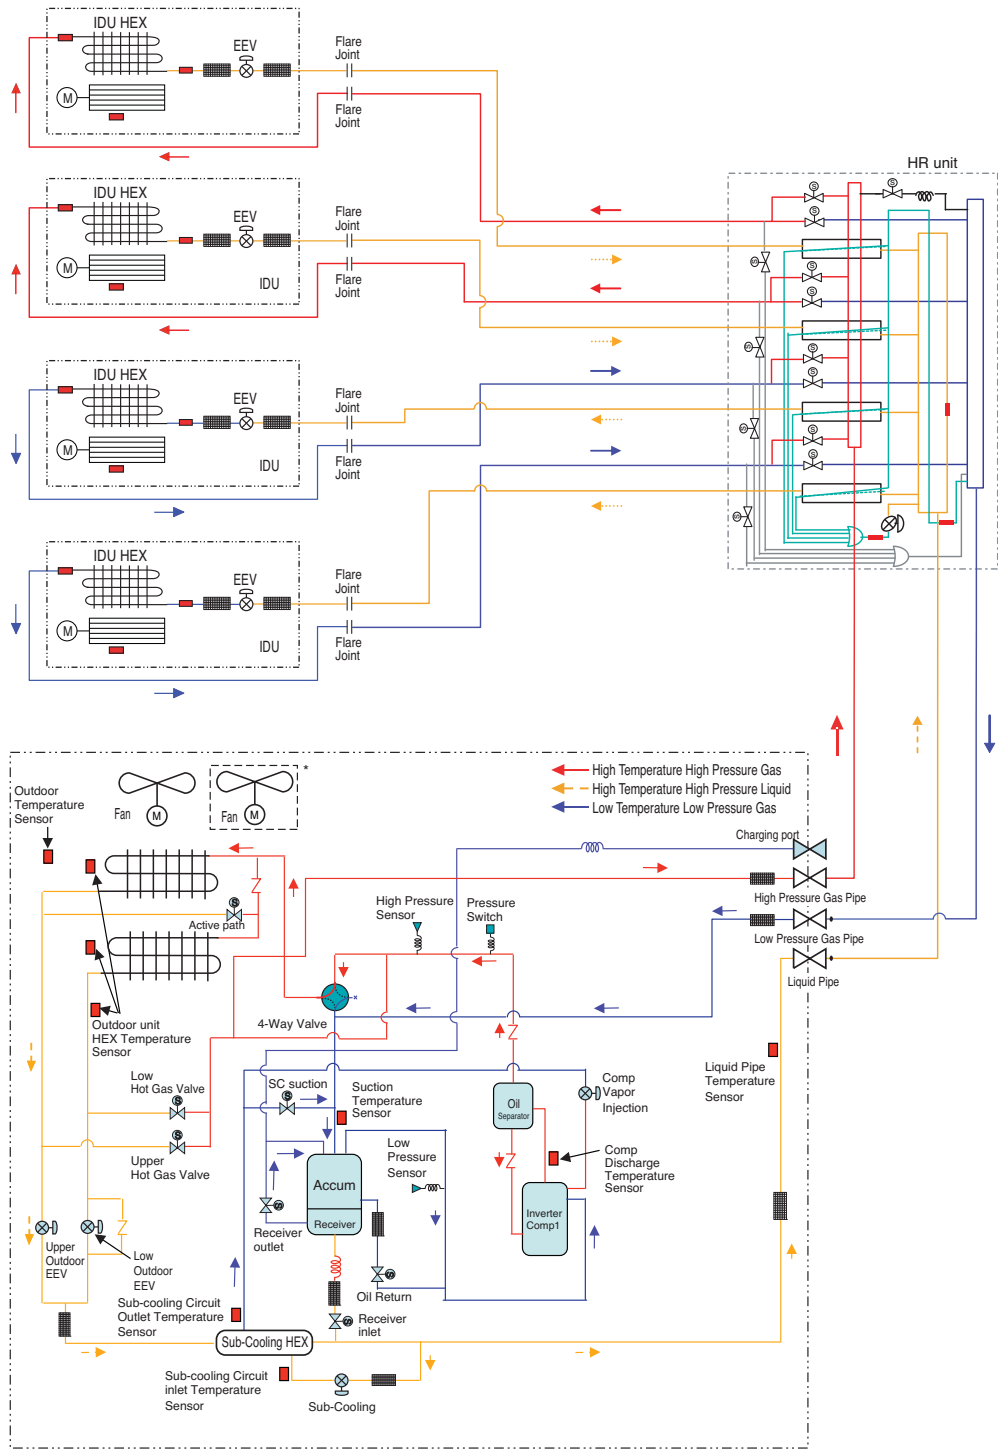 IDU HEX
EEV
Flare
Joint
M
Flare
Joint
HR unit
S
S
S
IDU HEX
EEV
Flare
Joint
M
IDU
Flare
Joint
S
S
S
S
S
IDU HEX
EEV
Flare
Joint
M
IDU
Flare
Joint
S
S
S
S
S
IDU HEX
EEV
Flare
Joint
M
IDU
Flare
Joint
*
Fan
M
Fan
M
High Temperature High Pressure Gas
High Temperature High Pressure Liquid
Low Temperature Low Pressure Gas
Outdoor
Temperature
Sensor
Charging port
High Pressure Gas Pipe
Low Pressure Gas Pipe
Liquid Pipe
S
Active path
High Pressure
Sensor
Pressure
Switch
4-Way Valve
Outdoor unit
HEX Temperature
Sensor
Low
Hot Gas Valve
S
Upper
Hot Gas Valve
S
SC suction
S
Suction
Temperature
Sensor
Low
Pressure
Sensor
Oil
Separator
Comp
Vapor
Injection
Comp
Discharge
Temperature
Sensor
Liquid Pipe
Temperature
Sensor
Accum
Receiver
Inverter
Comp1
Receiver
outlet
S
Oil Return
S
Receiver
inlet
S
Upper
Outdoor
EEV
Low
Outdoor
EEV
Sub-cooling Circuit
Outlet Temperature
Sensor
Sub-Cooling HEX
Sub-cooling Circuit
inlet Temperature
Sensor
Sub-Cooling